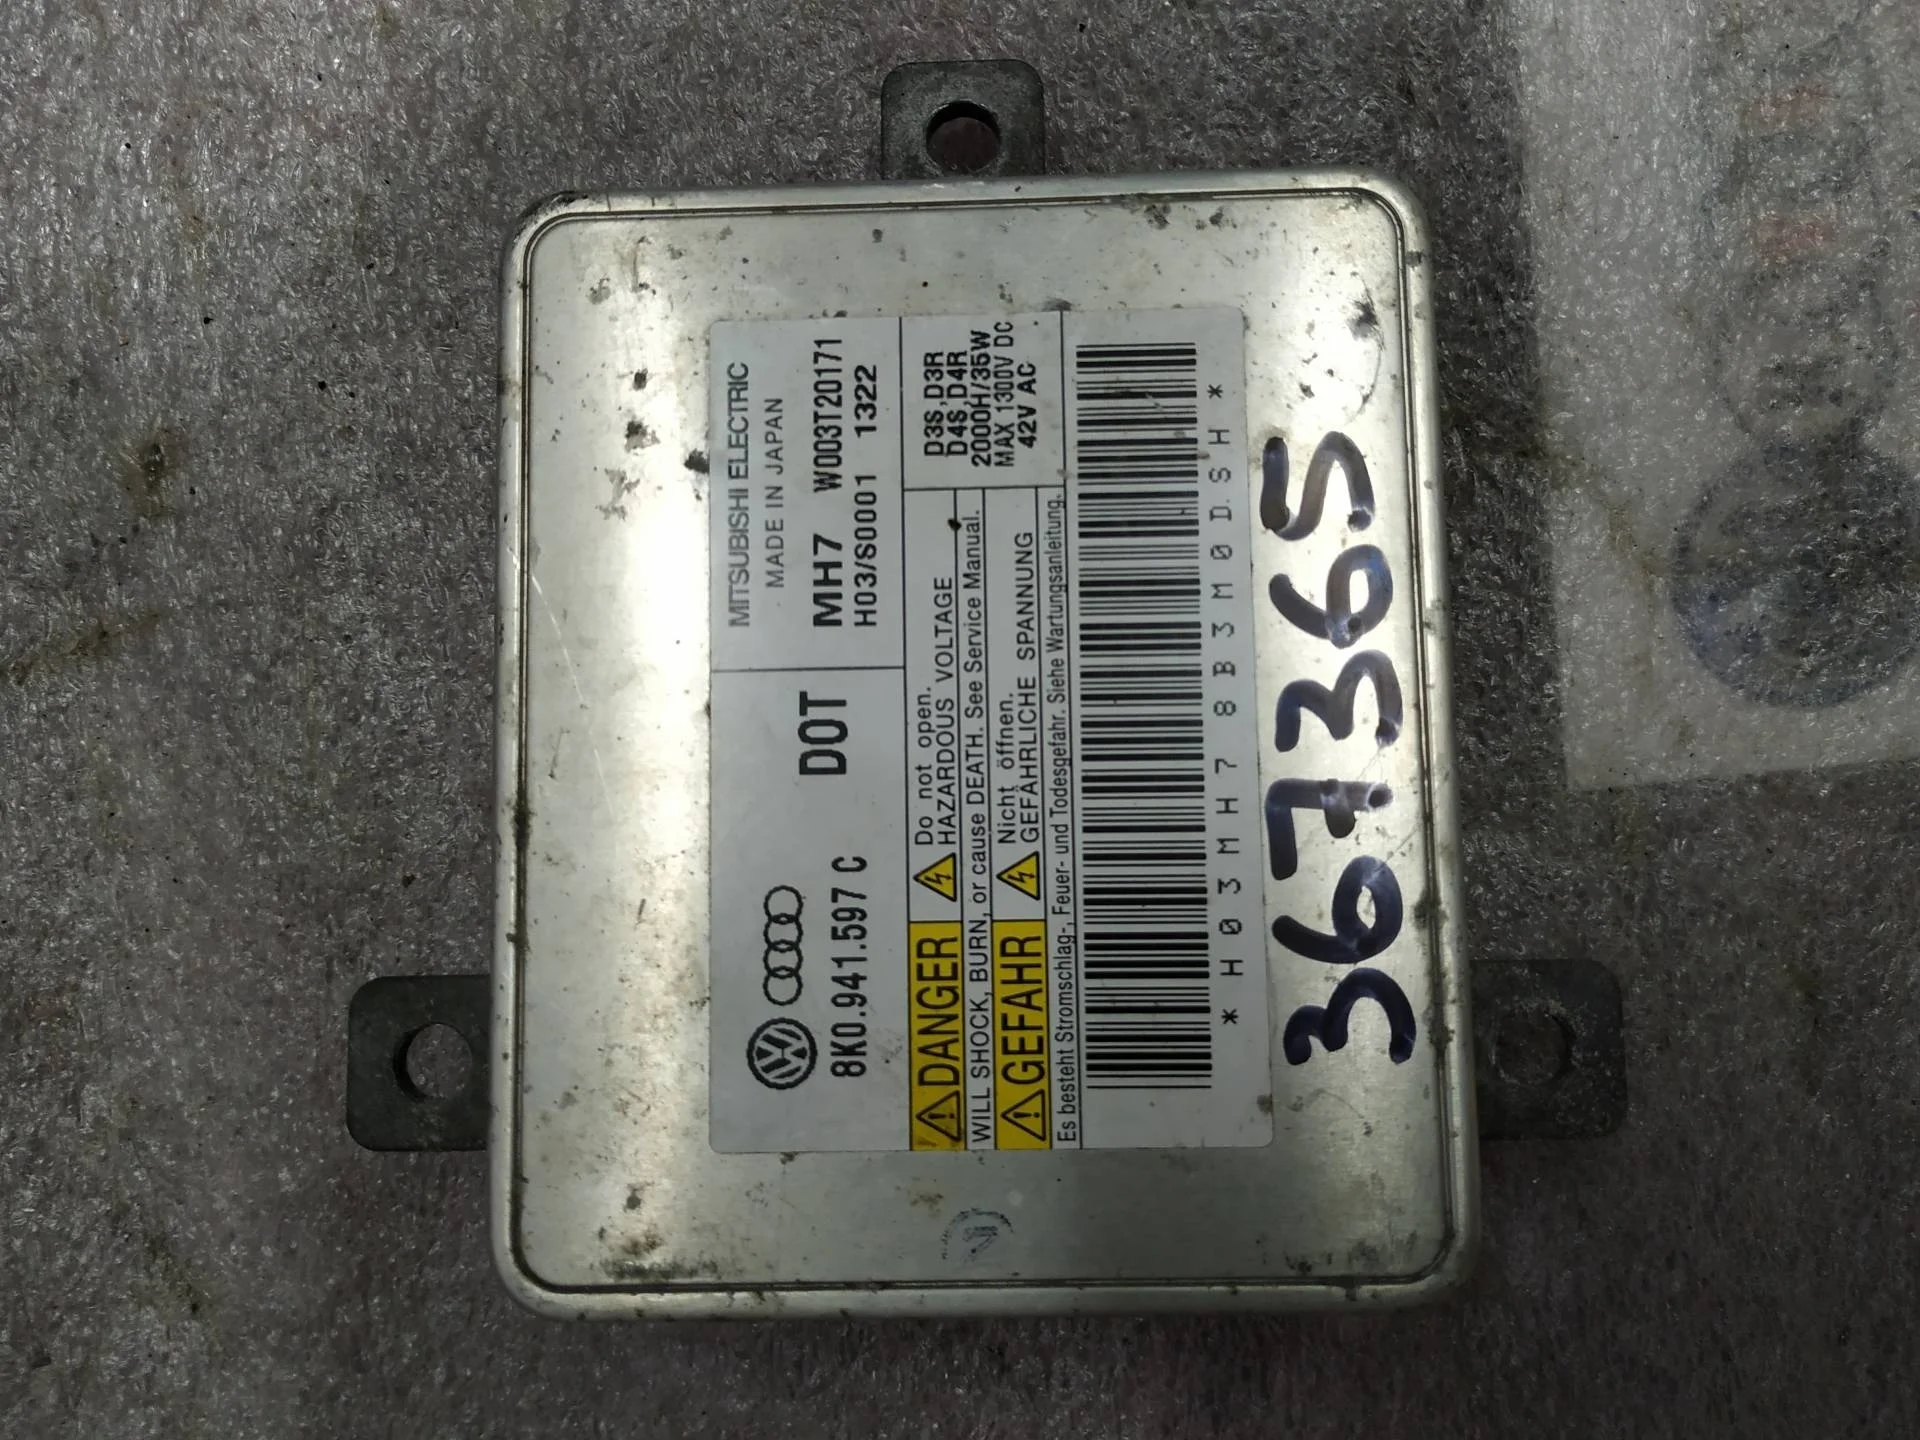 MITSUBISHI ELECTRIC
MADE IN JAPAN
MH7 W003T20171
H03/S0001 1322
DOT
8K0.941.597 C
D3S,D3R
D4S,D4R
2000H/35W
MAX 1300V DC
42V AC
DANGER Do not open.
HAZARDOUS VOLTAGE
WILL SHOCK, BURN, or cause DEATH. See Service Manual.
GEFAHR Nicht öffnen.
GEFÄHRLICHE SPANNUNG
Es besteht Stromschlag-, Feuer- und Todesgefahr. Siehe Wartungsanleitung.
*H03MH78B3M0D.SH*
367365